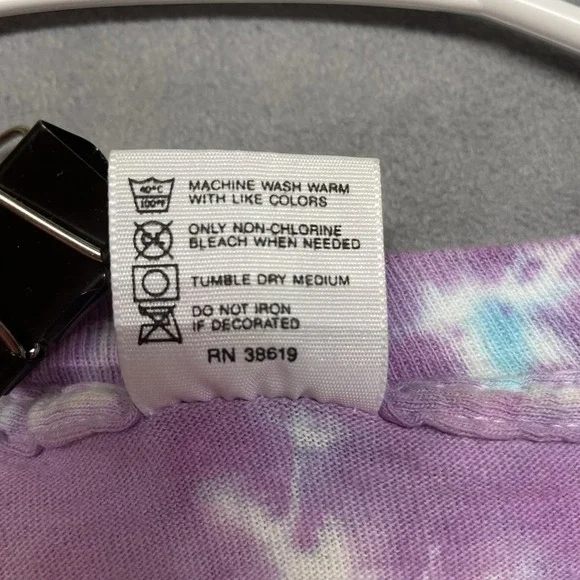 40°C
100°F
MACHINE WASH WARM
WITH LIKE COLORS
ONLY NON-CHLORINE
BLEACH WHEN NEEDED
TUMBLE DRY MEDIUM
DO NOT IRON
IF DECORATED
RN 38619